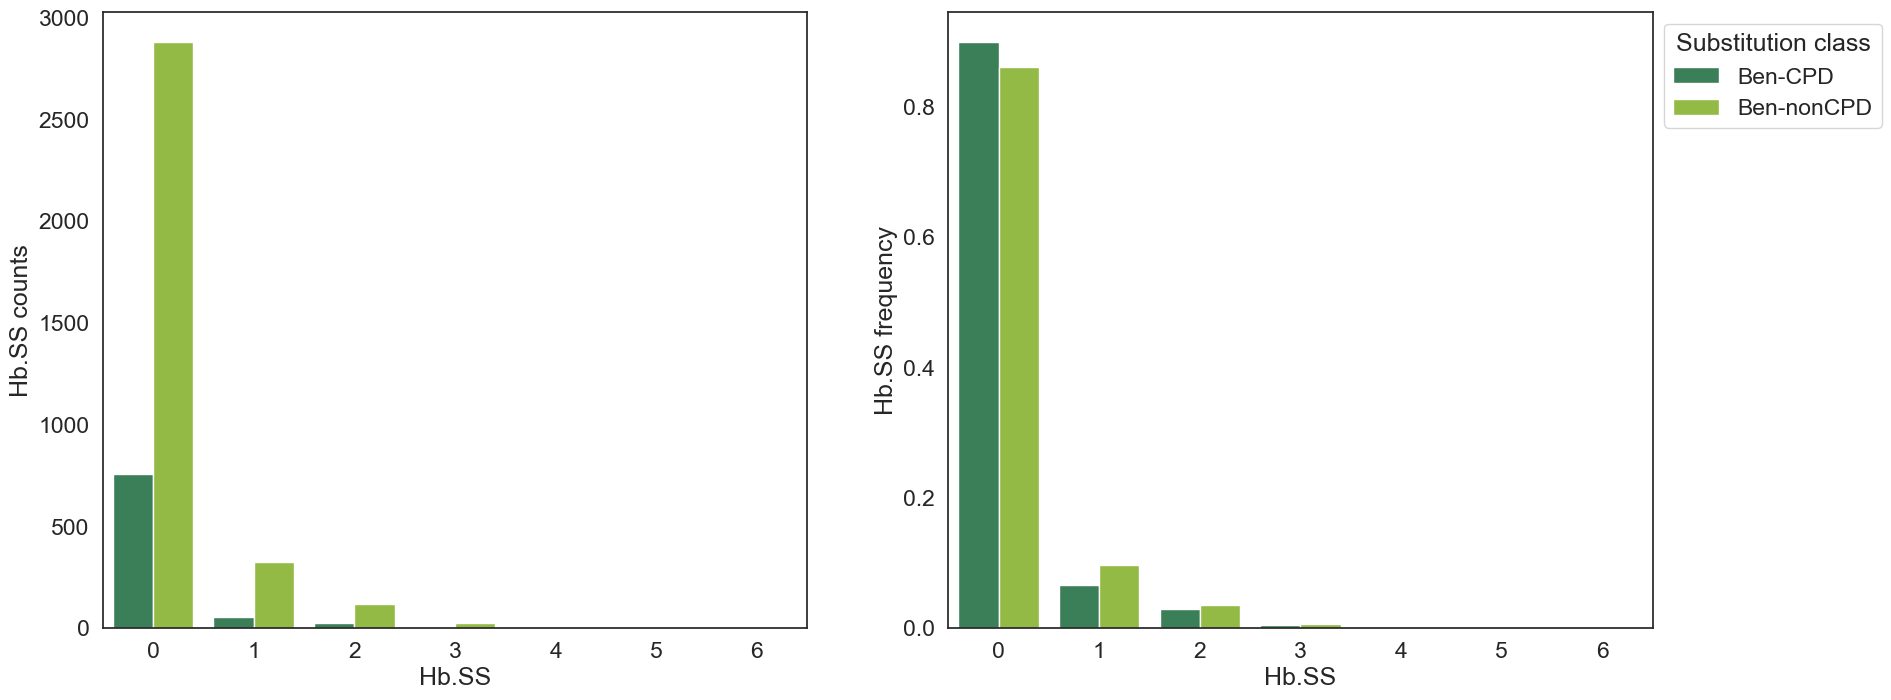 3000
2500
2000
1500
1000
500
0
Hb.SS counts
0 1 2 3 4 5 6
Hb.SS
0.8
0.6
0.4
0.2
0.0
Hb.SS frequency
0 1 2 3 4 5 6
Hb.SS
Substitution class
Ben-CPD
Ben-nonCPD